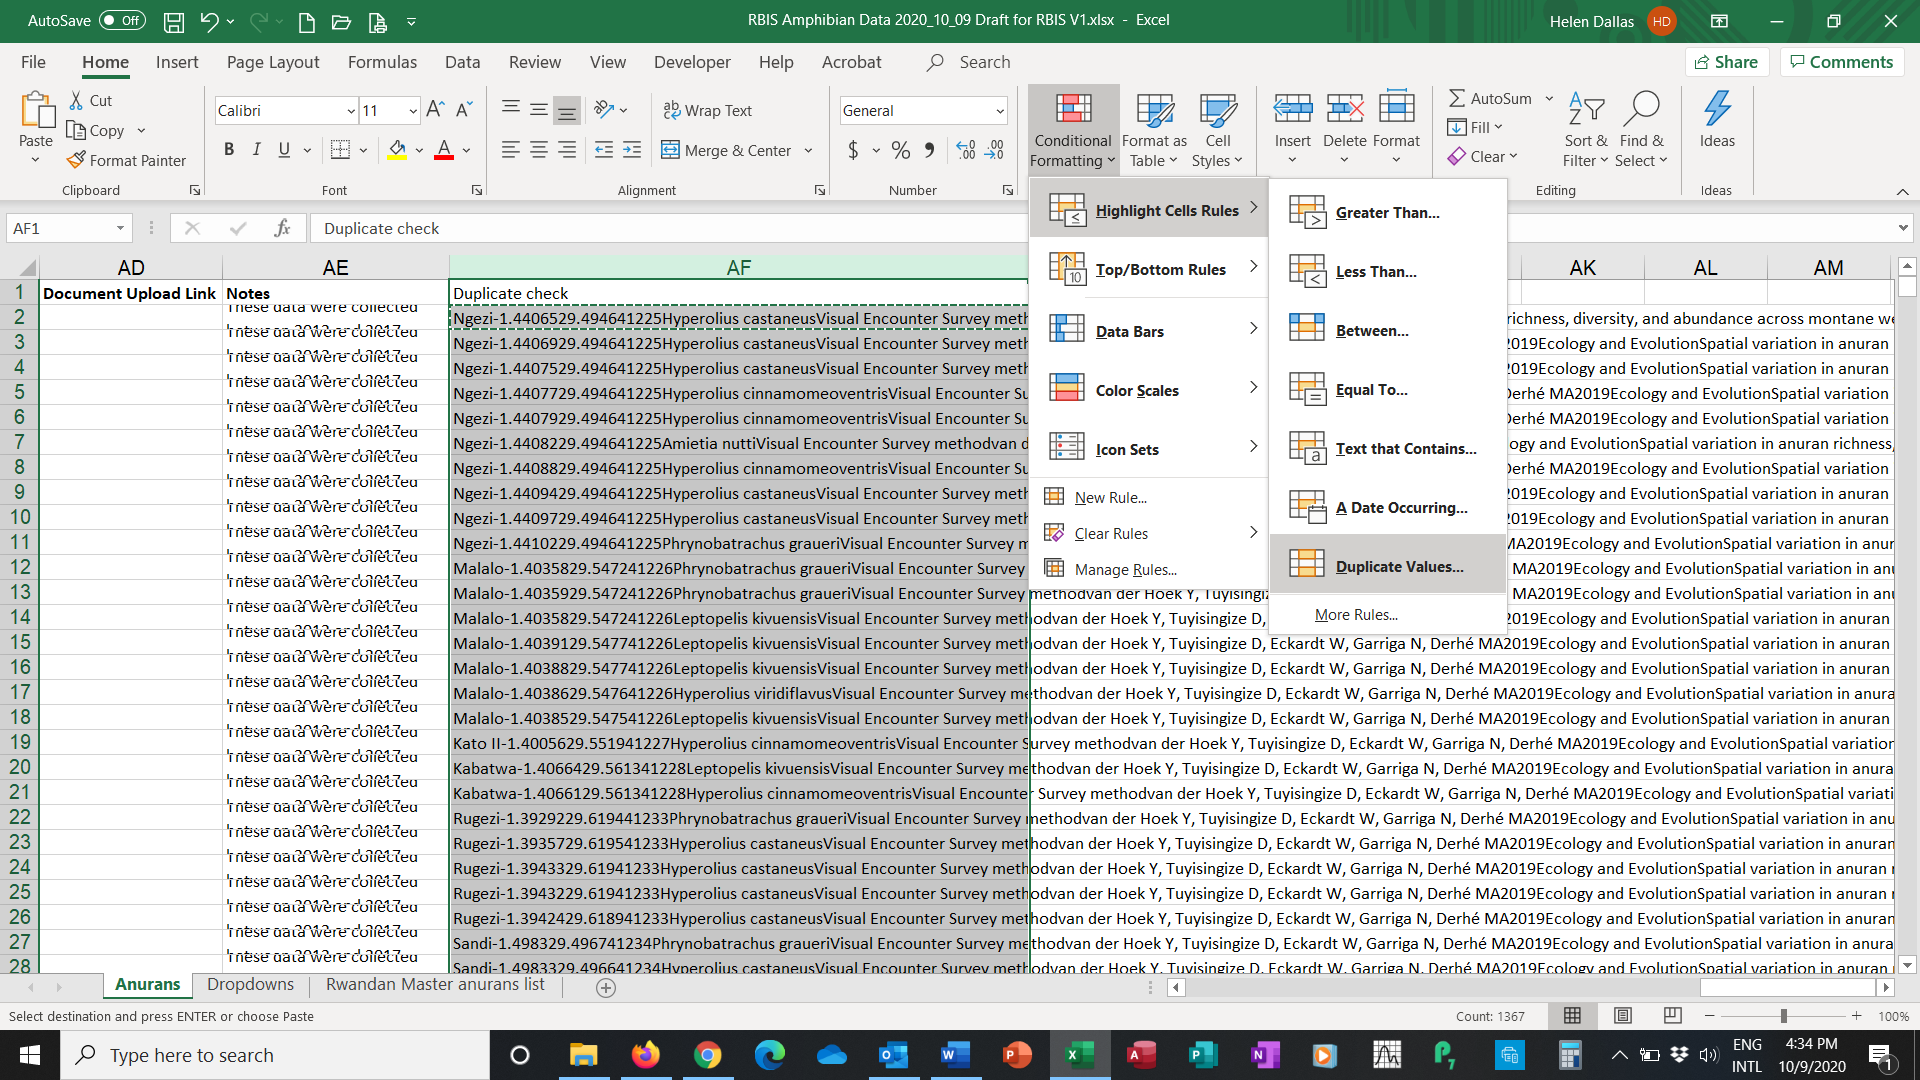 AutoSave Off
RBIS Amphibian Data 2020_10_09 Draft for RBIS V1.xlsx - Excel
Helen Dallas HD
File Home Insert Page Layout Formulas Data Review View Developer Help Acrobat Search Share Comments
Paste Cut Copy Format Painter Clipboard
Calibri 11 B I U Font
Wrap Text Merge & Center Alignment
General $ % Number
Conditional Formatting Format as Table Cell Styles
Insert Delete Format
AutoSum Fill Clear Sort & Filter Find & Select Editing
Ideas Ideas
AF1 fx Duplicate check
Highlight Cells Rules
Top/Bottom Rules
Data Bars
Color Scales
Icon Sets
New Rule...
Clear Rules
Manage Rules...
Greater Than...
Less Than...
Between...
Equal To...
Text that Contains...
A Date Occurring...
Duplicate Values...
More Rules...
AD AE AF AK AL AM
1 Document Upload Link Notes Duplicate check
2 Ngezi-1.4406529.494641225Hyperolius castaneusVisual Encounter Survey meth richness, diversity, and abundance across montane we
3 These data were collected Ngezi-1.4406929.494641225Hyperolius castaneusVisual Encounter Survey meth 2019Ecology and EvolutionSpatial variation in anuran
4 These data were collected Ngezi-1.4407529.494641225Hyperolius castaneusVisual Encounter Survey meth 2019Ecology and EvolutionSpatial variation in anuran
5 These data were collected Ngezi-1.4407729.494641225Hyperolius cinnamomeoventrisVisual Encounter Su Derhé MA2019Ecology and EvolutionSpatial variation
6 These data were collected Ngezi-1.4407929.494641225Hyperolius cinnamomeoventrisVisual Encounter Su Derhé MA2019Ecology and EvolutionSpatial variation
7 These data were collected Ngezi-1.4408229.494641225Amietia nuttiVisual Encounter Survey methodvan d ogy and EvolutionSpatial variation in anuran richness,
8 These data were collected Ngezi-1.4408829.494641225Hyperolius cinnamomeoventrisVisual Encounter Su Derhé MA2019Ecology and EvolutionSpatial variation
9 These data were collected Ngezi-1.4409429.494641225Hyperolius castaneusVisual Encounter Survey meth 2019Ecology and EvolutionSpatial variation in anuran
10 These data were collected Ngezi-1.4409729.494641225Hyperolius castaneusVisual Encounter Survey meth 2019Ecology and EvolutionSpatial variation in anuran
11 These data were collected Ngezi-1.4410229.494641225Phrynobatrachus graueriVisual Encounter Survey m MA2019Ecology and EvolutionSpatial variation in anur
12 These data were collected Malalo-1.4035829.547241226Phrynobatrachus graueriVisual Encounter Survey MA2019Ecology and EvolutionSpatial variation in anu
13 These data were collected Malalo-1.4035929.547241226Phrynobatrachus graueriVisual Encounter Survey methodvan der Hoek Y, Tuyisingiz MA2019Ecology and EvolutionSpatial variation in anu
14 These data were collected Malalo-1.4035829.547241226Leptopelis kivuensisVisual Encounter Survey methodvan der Hoek Y, Tuyisingize D, 2019Ecology and EvolutionSpatial variation in anuran
15 These data were collected Malalo-1.4039129.547741226Leptopelis kivuensisVisual Encounter Survey methodvan der Hoek Y, Tuyisingize D, Eckardt W, Garriga N, Derhé MA2019Ecology and EvolutionSpatial variation in anuran
16 These data were collected Malalo-1.4038829.547741226Leptopelis kivuensisVisual Encounter Survey methodvan der Hoek Y, Tuyisingize D, Eckardt W, Garriga N, Derhé MA2019Ecology and EvolutionSpatial variation in anuran
17 These data were collected Malalo-1.4038629.547641226Hyperolius viridiflavusVisual Encounter Survey methodvan der Hoek Y, Tuyisingize D, Eckardt W, Garriga N, Derhé MA2019Ecology and EvolutionSpatial variation in anura
18 These data were collected Malalo-1.4038529.547541226Leptopelis kivuensisVisual Encounter Survey methodvan der Hoek Y, Tuyisingize D, Eckardt W, Garriga N, Derhé MA2019Ecology and EvolutionSpatial variation in anuran
19 These data were collected Kato II-1.4005629.551941227Hyperolius cinnamomeoventrisVisual Encounter Survey methodvan der Hoek Y, Tuyisingize D, Eckardt W, Garriga N, Derhé MA2019Ecology and EvolutionSpatial variation
20 These data were collected Kabatwa-1.4066429.561341228Leptopelis kivuensisVisual Encounter Survey methodvan der Hoek Y, Tuyisingize D, Eckardt W, Garriga N, Derhé MA2019Ecology and EvolutionSpatial variation in anura
21 These data were collected Kabatwa-1.4066129.561341228Hyperolius cinnamomeoventrisVisual Encounter Survey methodvan der Hoek Y, Tuyisingize D, Eckardt W, Garriga N, Derhé MA2019Ecology and EvolutionSpatial variati
22 These data were collected Rugezi-1.3929229.619441233Phrynobatrachus graueriVisual Encounter Survey methodvan der Hoek Y, Tuyisingize D, Eckardt W, Garriga N, Derhé MA2019Ecology and EvolutionSpatial variation in anura
23 These data were collected Rugezi-1.3935729.619541233Hyperolius castaneusVisual Encounter Survey methodvan der Hoek Y, Tuyisingize D, Eckardt W, Garriga N, Derhé MA2019Ecology and EvolutionSpatial variation in anuran
24 These data were collected Rugezi-1.3943329.61941233Hyperolius castaneusVisual Encounter Survey methodvan der Hoek Y, Tuyisingize D, Eckardt W, Garriga N, Derhé MA2019Ecology and EvolutionSpatial variation in anuran r
25 These data were collected Rugezi-1.3943229.61941233Hyperolius castaneusVisual Encounter Survey methodvan der Hoek Y, Tuyisingize D, Eckardt W, Garriga N, Derhé MA2019Ecology and EvolutionSpatial variation in anuran r
26 These data were collected Rugezi-1.3942429.618941233Hyperolius castaneusVisual Encounter Survey methodvan der Hoek Y, Tuyisingize D, Eckardt W, Garriga N, Derhé MA2019Ecology and EvolutionSpatial variation in anuran
27 These data were collected Sandi-1.498329.496741234Phrynobatrachus graueriVisual Encounter Survey methodvan der Hoek Y, Tuyisingize D, Eckardt W, Garriga N, Derhé MA2019Ecology and EvolutionSpatial variation in anura
28 These data were collected Sandi-1.4983329.496641234Hyperolius castaneusVisual Encounter Survey methodvan der Hoek Y, Tuyisingize D, Eckardt W, Garriga N, Derhé MA2019Ecology and EvolutionSpatial variation in anuran
Anurans Dropdowns Rwandan Master anurans list
Select destination and press ENTER or choose Paste Count: 1367 100%
Type here to search
ENG INTL
4:34 PM
10/9/2020
1